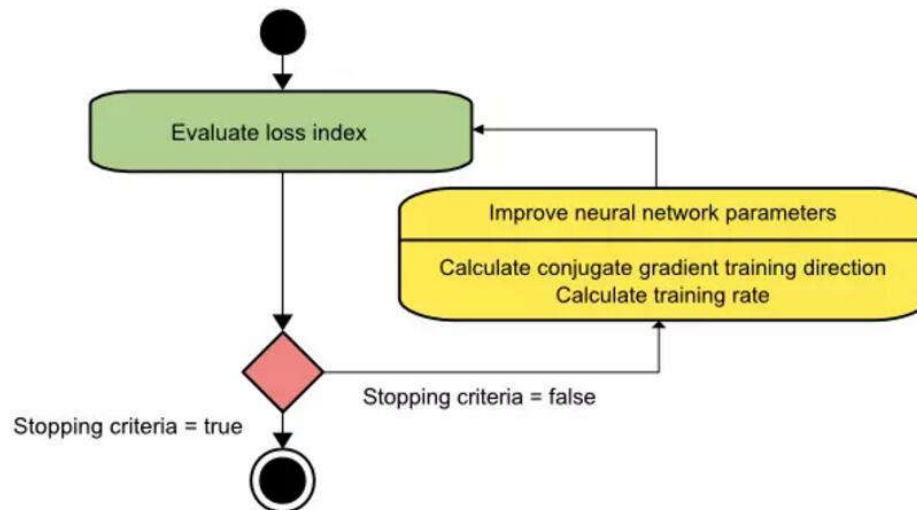 Evaluate loss index
Improve neural network parameters
Calculate conjugate gradient training direction
Calculate training rate
Stopping criteria = false
Stopping criteria = true